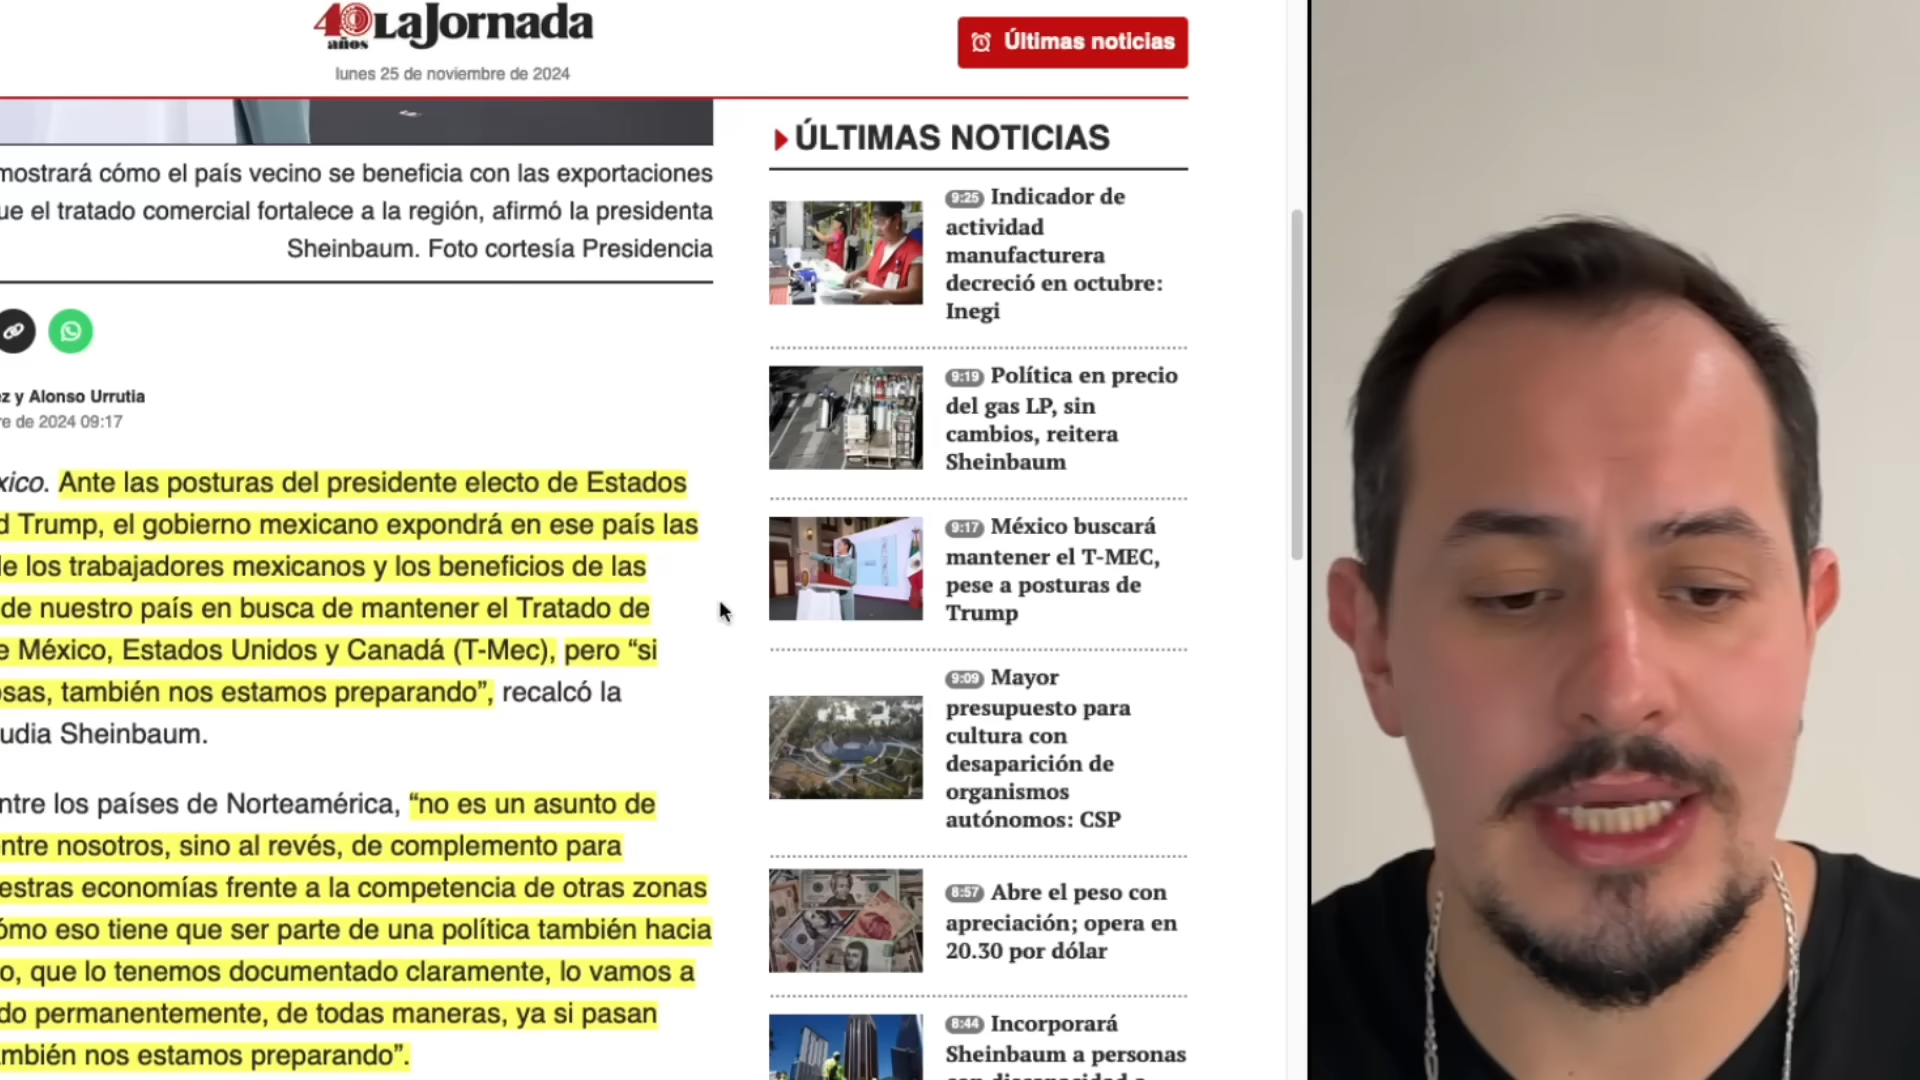 40 años La Jornada
lunes 25 de noviembre de 2024
Últimas noticias
mostrará cómo el país vecino se beneficia con las exportaciones
ue el tratado comercial fortalece a la región, afirmó la presidenta
Sheinbaum. Foto cortesía Presidencia
ez y Alonso Urrutia
re de 2024 09:17
xico. Ante las posturas del presidente electo de Estados
d Trump, el gobierno mexicano expondrá en ese país las
le los trabajadores mexicanos y los beneficios de las
de nuestro país en busca de mantener el Tratado de
e México, Estados Unidos y Canadá (T-Mec), pero “si
osas, también nos estamos preparando”, recalcó la
udia Sheinbaum.
ntre los países de Norteamérica, “no es un asunto de
entre nosotros, sino al revés, de complemento para
estras economías frente a la competencia de otras zonas
ómo eso tiene que ser parte de una política también hacia
o, que lo tenemos documentado claramente, lo vamos a
do permanentemente, de todas maneras, ya si pasan
ambién nos estamos preparando”.
ÚLTIMAS NOTICIAS
9:25 Indicador de
actividad
manufacturera
decreció en octubre:
Inegi
9:19 Política en precio
del gas LP, sin
cambios, reitera
Sheinbaum
9:17 México buscará
mantener el T-MEC,
pese a posturas de
Trump
9:09 Mayor
presupuesto para
cultura con
desaparición de
organismos
autónomos: CSP
8:57 Abre el peso con
apreciación; opera en
20.30 por dólar
8:44 Incorporará
Sheinbaum a personas